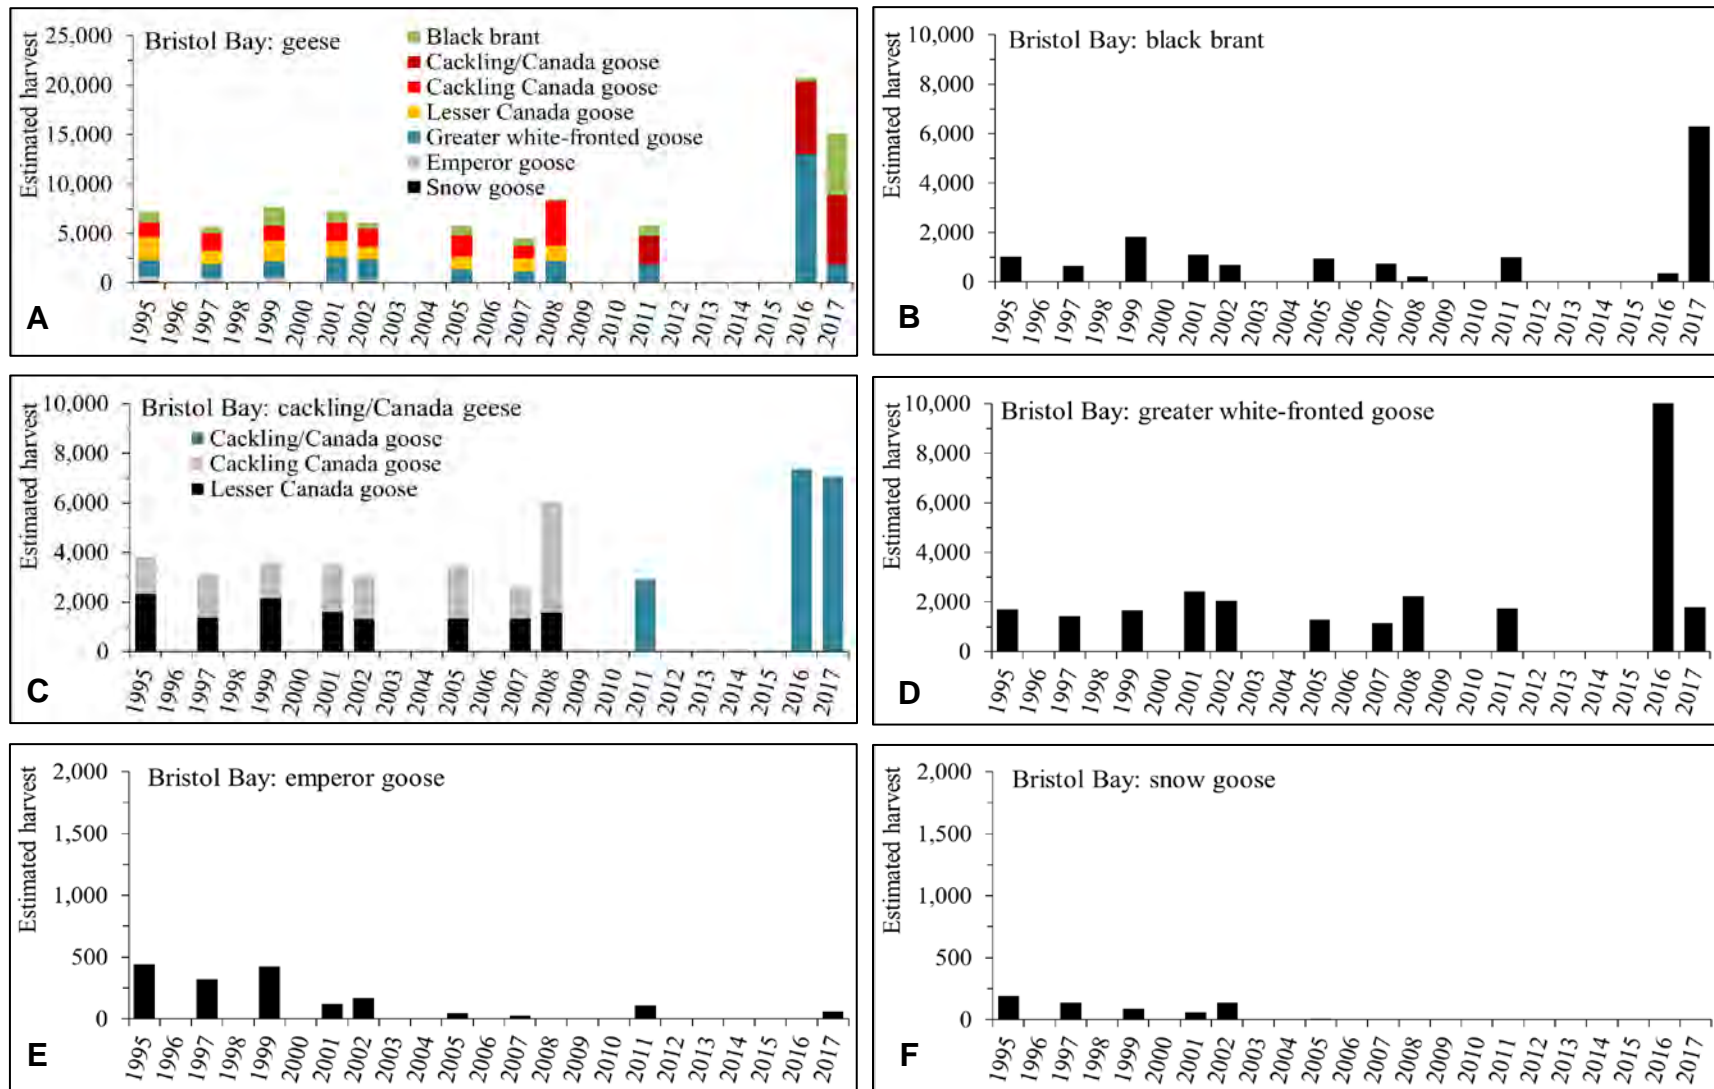 Bristol Bay: geese
Estimated harvest
25,000
20,000
15,000
10,000
5,000
0
Black brant
Cackling/Canada goose
Cackling Canada goose
Lesser Canada goose
Greater white-fronted goose
Emperor goose
Snow goose
1995 1996 1997 1998 1999 2000 2001 2002 2003 2004 2005 2006 2007 2008 2009 2010 2011 2012 2013 2014 2015 2016 2017
A
Bristol Bay: black brant
Estimated harvest
10,000
8,000
6,000
4,000
2,000
0
1995 1996 1997 1998 1999 2000 2001 2002 2003 2004 2005 2006 2007 2008 2009 2010 2011 2012 2013 2014 2015 2016 2017
B
Bristol Bay: cackling/Canada geese
Estimated harvest
10,000
8,000
6,000
4,000
2,000
0
Cackling/Canada goose
Cackling Canada goose
Lesser Canada goose
1995 1996 1997 1998 1999 2000 2001 2002 2003 2004 2005 2006 2007 2008 2009 2010 2011 2012 2013 2014 2015 2016 2017
C
Bristol Bay: greater white-fronted goose
Estimated harvest
10,000
8,000
6,000
4,000
2,000
0
1995 1996 1997 1998 1999 2000 2001 2002 2003 2004 2005 2006 2007 2008 2009 2010 2011 2012 2013 2014 2015 2016 2017
D
Bristol Bay: emperor goose
Estimated harvest
2,000
1,500
1,000
500
0
1995 1996 1997 1998 1999 2000 2001 2002 2003 2004 2005 2006 2007 2008 2009 2010 2011 2012 2013 2014 2015 2016 2017
E
Bristol Bay: snow goose
Estimated harvest
2,000
1,500
1,000
500
0
1995 1996 1997 1998 1999 2000 2001 2002 2003 2004 2005 2006 2007 2008 2009 2010 2011 2012 2013 2014 2015 2016 2017
F